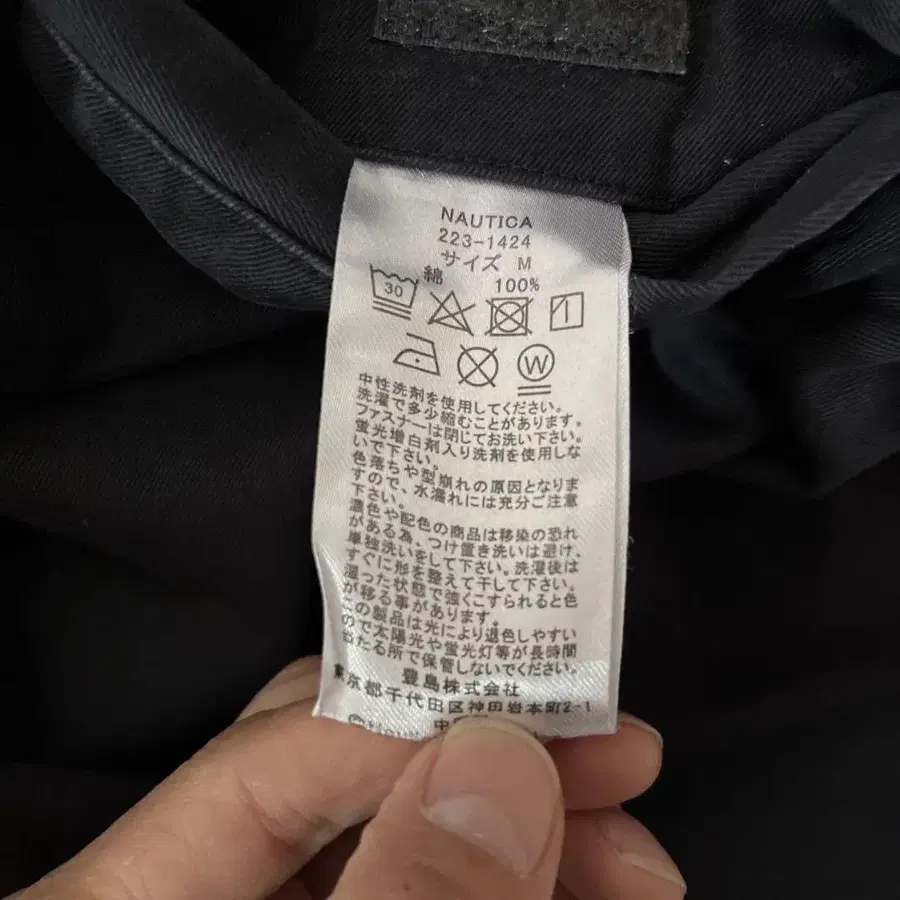 NAUTICA
223-1424
サイズ M
綿 100%
30
W
中性洗剤を使用してください。
洗濯で多少縮むことがあります。
ファスナーは閉じてお洗い下さい。
蛍光増白剤入り洗剤を使用しな
いで下さい。
色落ちや型崩れの原因となりま
すので、水濡れには充分ご注意
下さい。
濃色や配色の商品は移染の恐れ
がある為、つけ置き洗いは避け、
単独洗いをして下さい。洗濯後は
すぐに形を整えて干して下さい。
湿った状態で強くこすられると色
が移る事があります。
この製品は光により退色しやすい
ので太陽光や蛍光灯等が長時間
当たる所で保管しないでください。
豊島株式会社
東京都千代田区神田岩本町2-1
中